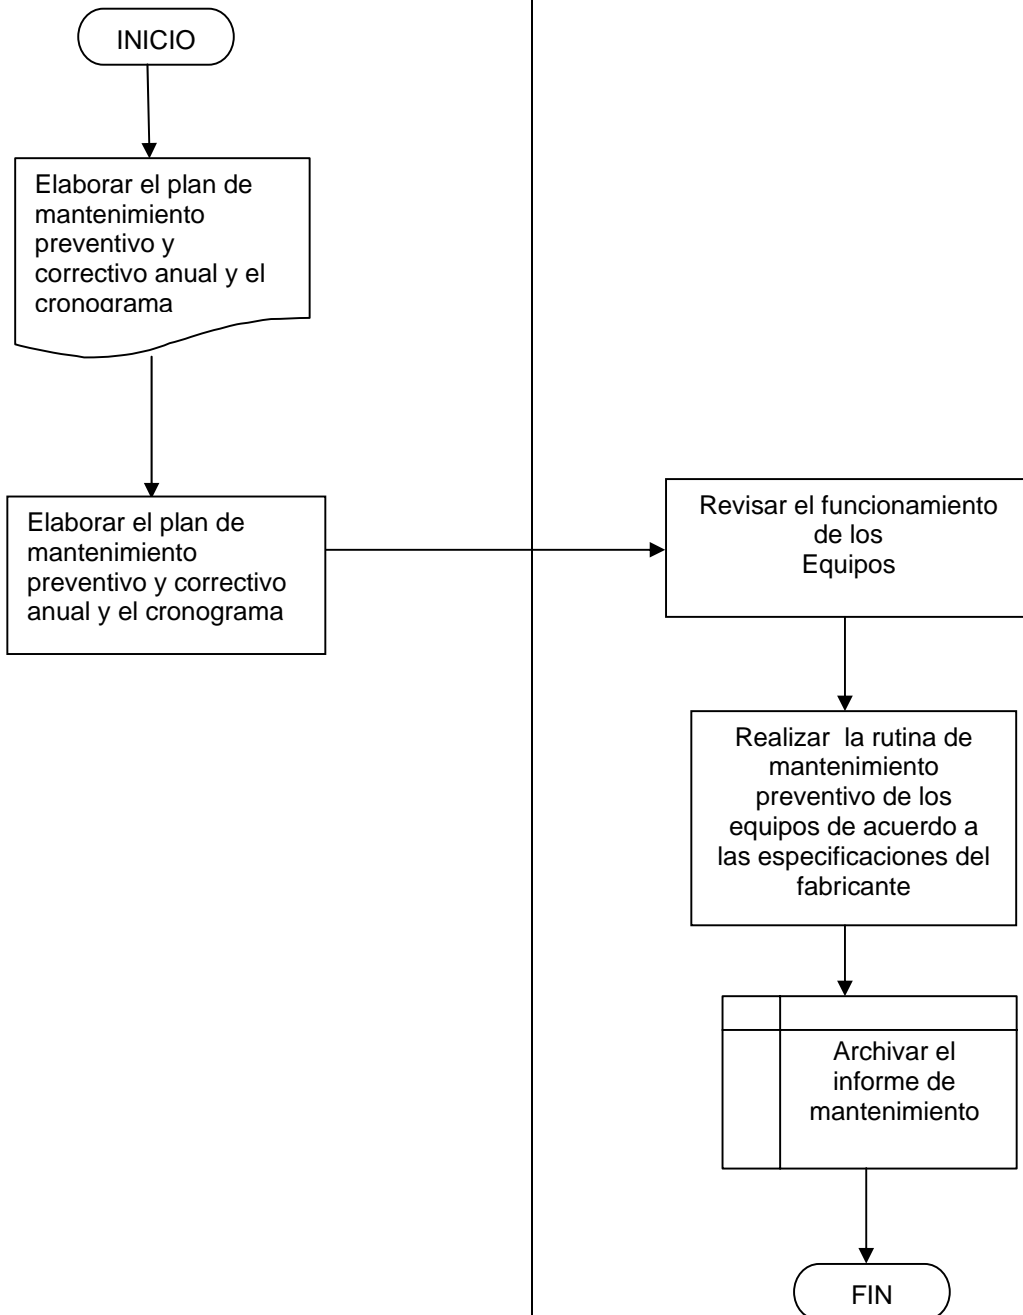 INICIO
Elaborar el plan de
mantenimiento
preventivo y
correctivo anual y el
cronograma
Elaborar el plan de
mantenimiento
preventivo y correctivo
anual y el cronograma
Revisar el funcionamiento
de los
Equipos
Realizar la rutina de
mantenimiento
preventivo de los
equipos de acuerdo a
las especificaciones del
fabricante
Archivar el
informe de
mantenimiento
FIN